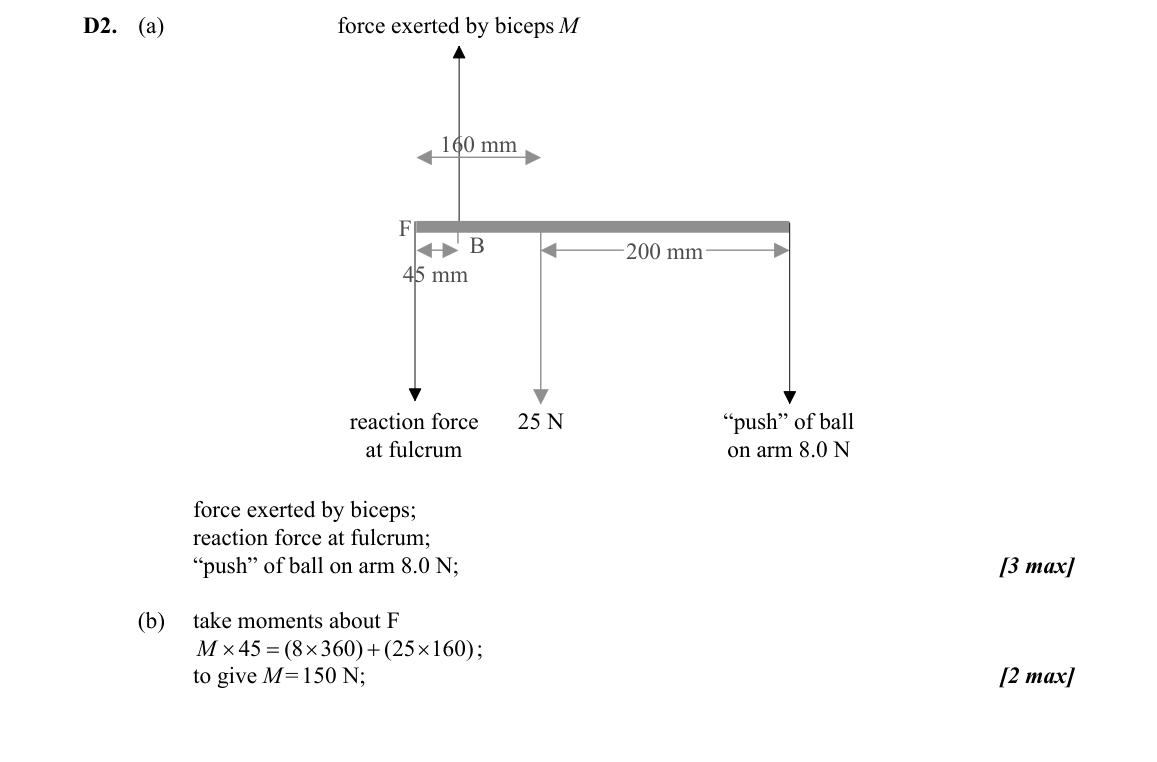 D2. (a) force exerted by biceps M
160 mm
F
B
200 mm
45 mm
reaction force 25 N “push” of ball
at fulcrum on arm 8.0 N
force exerted by biceps;
reaction force at fulcrum;
“push” of ball on arm 8.0 N; [3 max]
(b) take moments about F
M × 45 = (8×360)+(25×160);
to give M=150 N; [2 max]